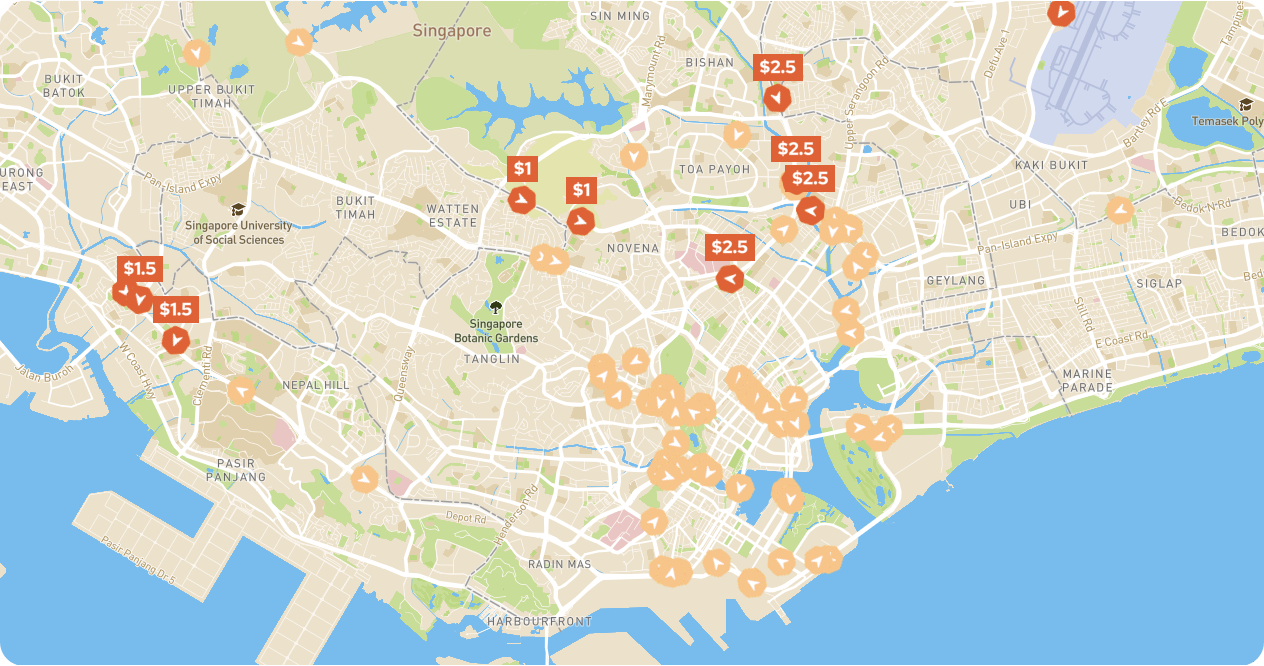 SIN MING
Singapore
Marymount Rd
BISHAN
Upper Serangoon Rd
Defu Ave 1
Tampines
$2.5
BUKIT
BATOK
UPPER BUKIT
TIMAH
Bartley Rd E
Temasek Poly
$2.5
$1
TOA PAYOH
$2.5
KAKI BUKIT
URONG
EAST
Pan-Island Expy
$1
BUKIT
TIMAH
WATTEN
ESTATE
UBI
Bedok N Rd
Singapore University
of Social Sciences
BEDOK
NOVENA
$2.5
Pan-Island Expy
$1.5
GEYLANG
SIGLAP
Bed
$1.5
Singapore
Botanic Gardens
Still Rd
E Coast Rd
TANGLIN
W Coast Hwy
Clementi Rd
Queensway
Jalan Buroh
NEPAL HILL
MARINE
PARADE
PASIR
PANJANG
Henderson Rd
Depot Rd
Pasir Panjang Dr 5
RADIN MAS
HARBOURFRONT